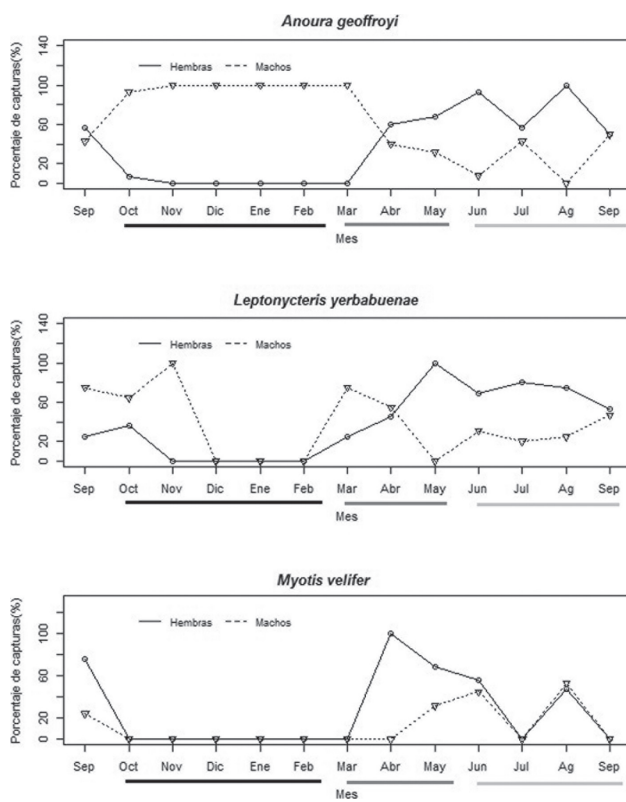 Anoura geoffroyi
Porcentaje de capturas(%)
0 20 60 100 140
Hembras Machos
Sep Oct Nov Dic Ene Feb Mar Abr May Jun Jul Ag Sep
Mes
Leptonycteris yerbabuenae
Porcentaje de capturas(%)
0 20 60 100 140
Hembras Machos
Sep Oct Nov Dic Ene Feb Mar Abr May Jun Jul Ag Sep
Mes
Myotis velifer
Porcentaje de capturas(%)
0 20 60 100
Hembras Machos
Sep Oct Nov Dic Ene Feb Mar Abr May Jun Jul Ag Sep
Mes